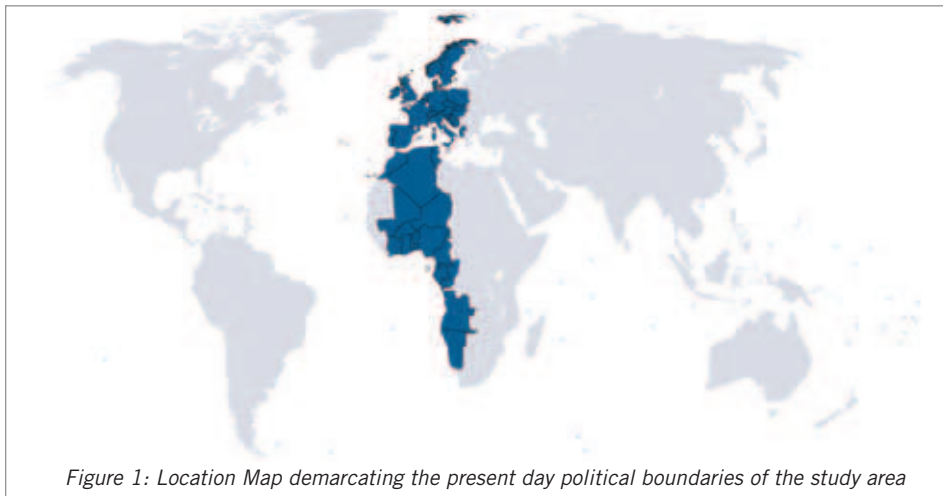 Figure 1: Location Map demarcating the present day political boundaries of the study area